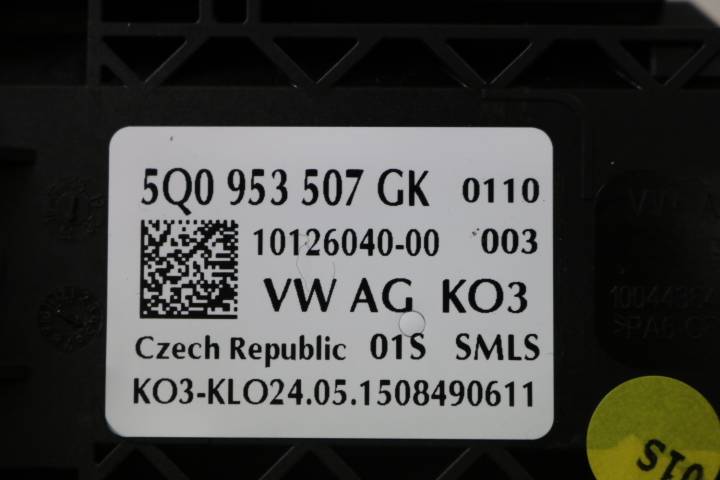 5Q0 953 507 GK 0110
10126040-00 003
VW AG KO3
Czech Republic 01S SMLS
KO3-KLO24.05.1508490611
01S